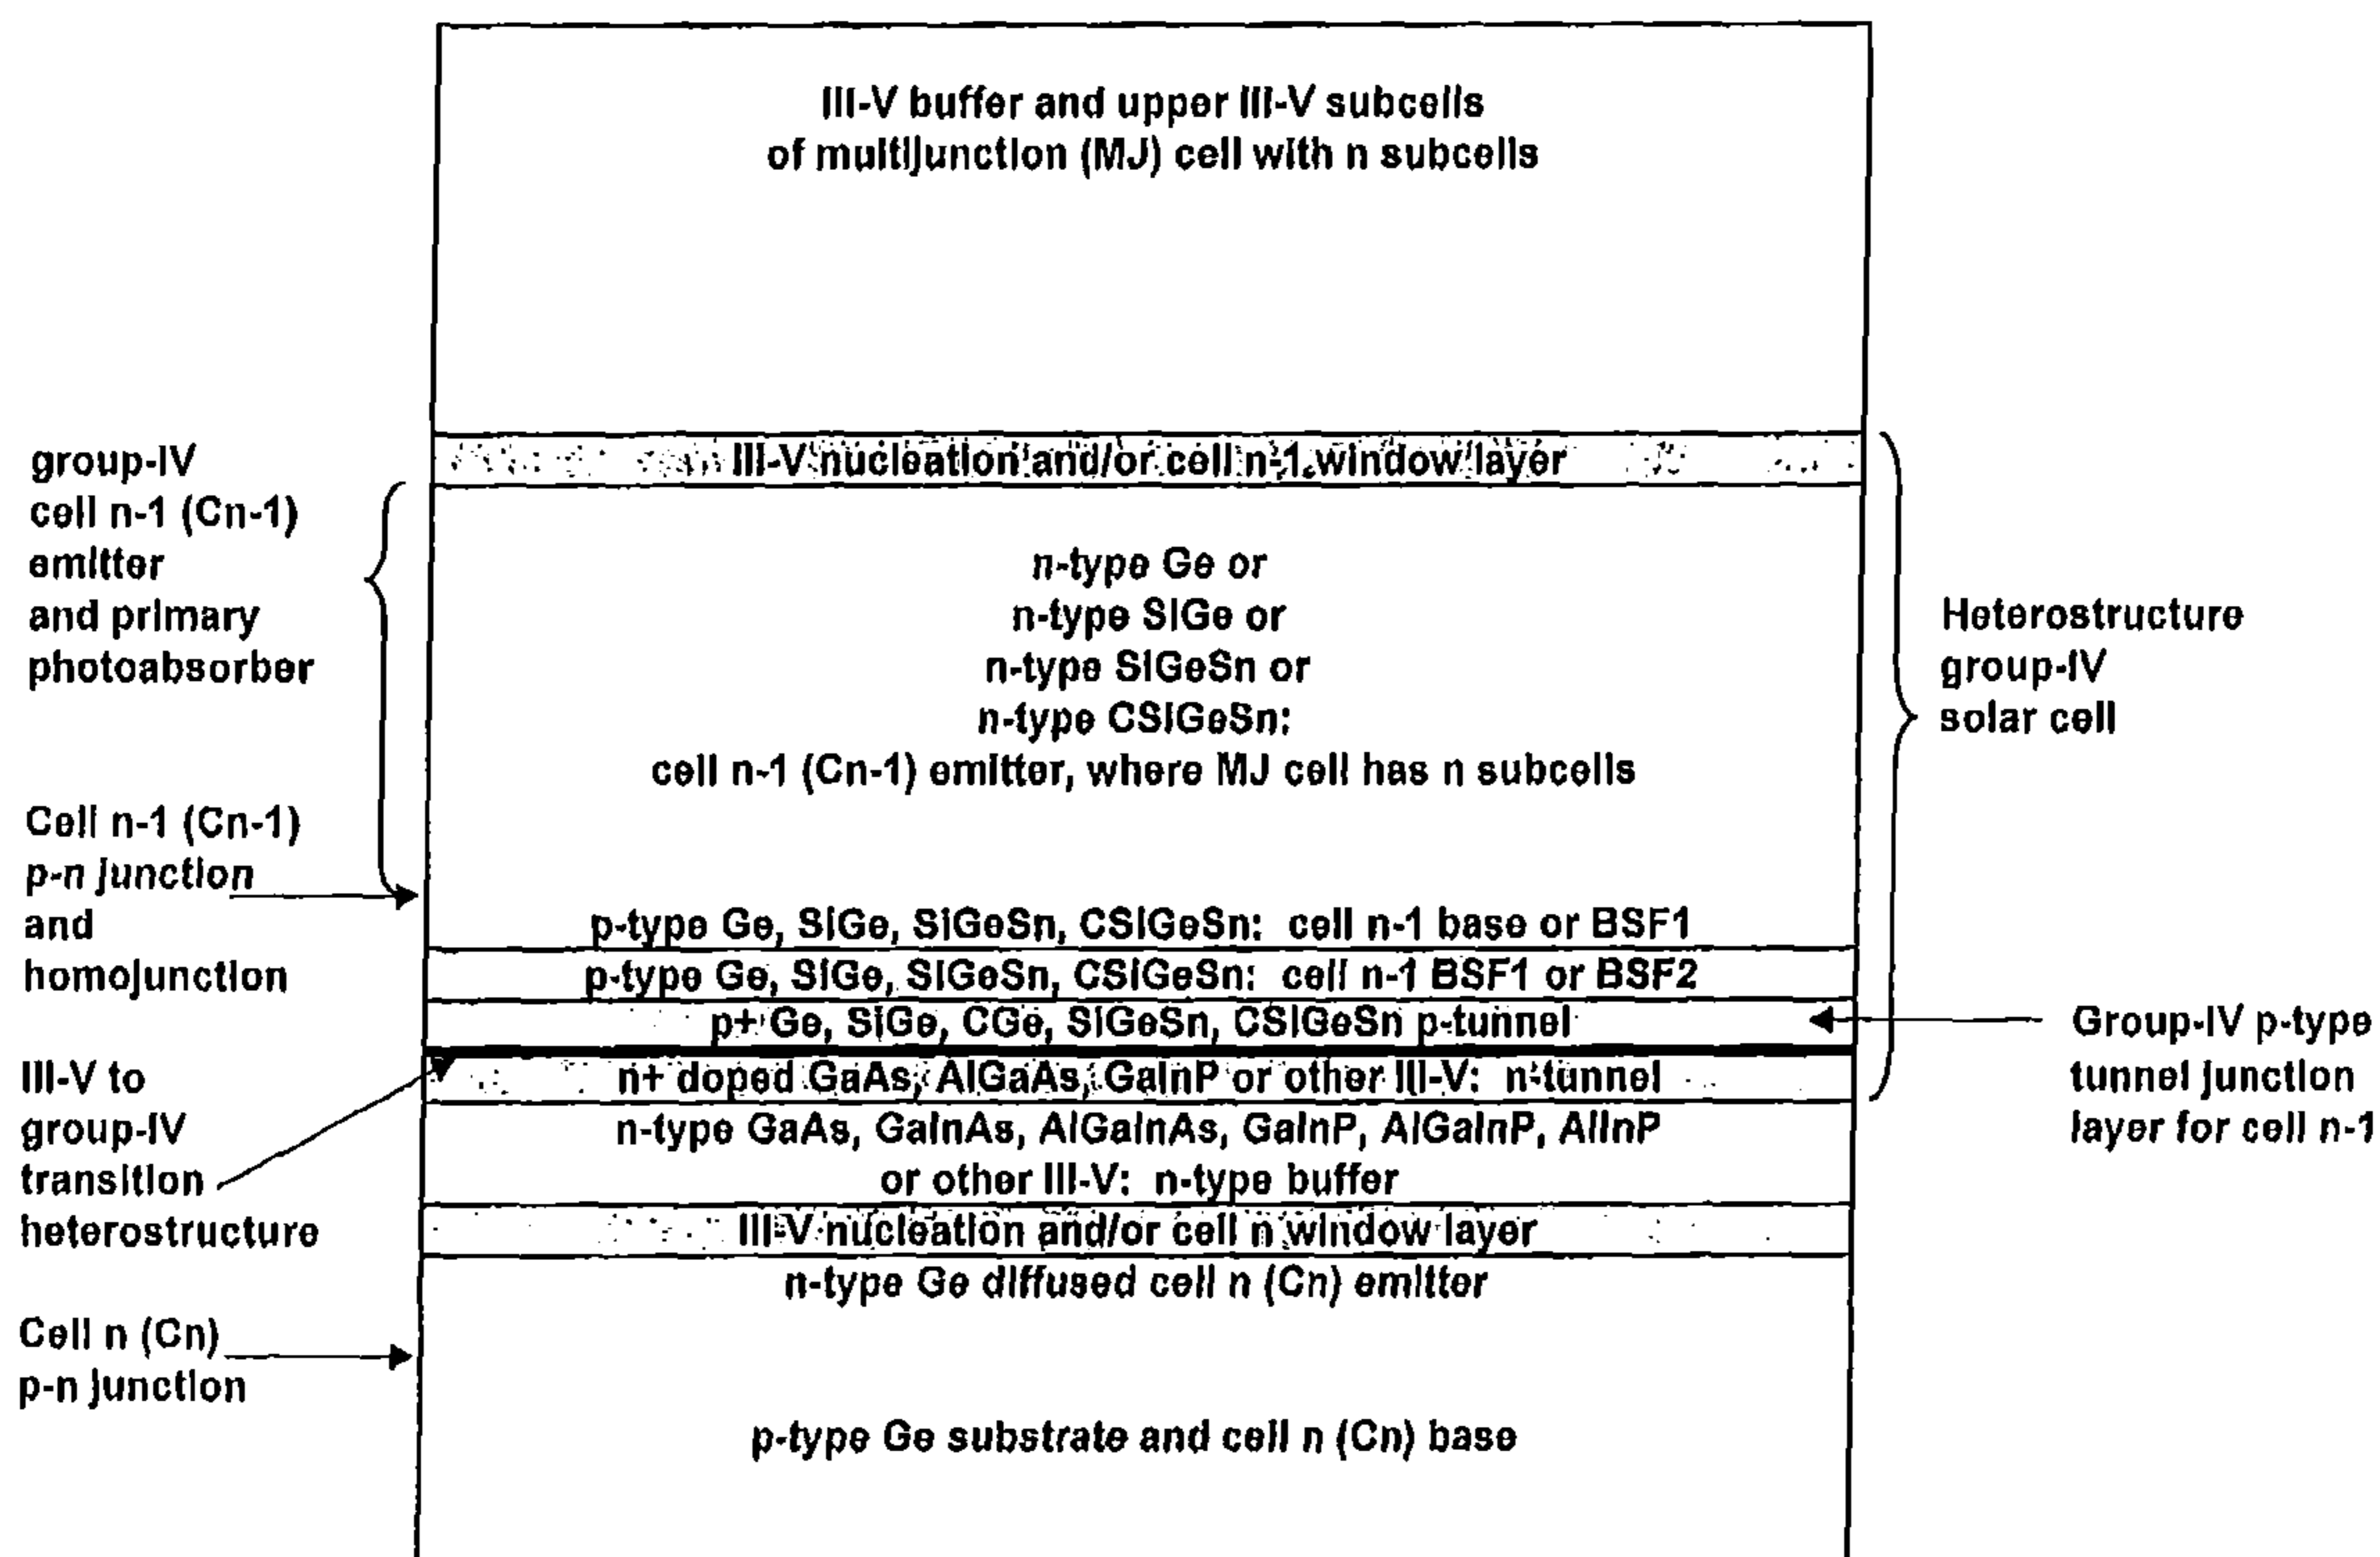 III-V buffer and upper III-V subcells
of multijunction (MJ) cell with n subcells
III-V nucleation and/or cell n-1 window layer
group-IV
cell n-1 (Cn-1)
emitter
and primary
photoabsorber
n-type Ge or
n-type SiGe or
n-type SiGeSn or
n-type CSiGeSn:
cell n-1 (Cn-1) emitter, where MJ cell has n subcells
Heterostructure
group-IV
solar cell
Cell n-1 (Cn-1)
p-n junction
and
homojunction
p-type Ge, SiGe, SiGeSn, CSiGeSn: cell n-1 base or BSF1
p-type Ge, SiGe, SiGeSn, CSiGeSn: cell n-1 BSF1 or BSF2
p+ Ge, SiGe, CGe, SiGeSn, CSiGeSn p-tunnel
Group-IV p-type
tunnel junction
layer for cell n-1
III-V to
group-IV
transition
heterostructure
n+ doped GaAs, AlGaAs, GaInP or other III-V: n-tunnel
n-type GaAs, GaInAs, AlGaInAs, GaInP, AlGaInP, AlInP
or other III-V: n-type buffer
III-V nucleation and/or cell n window layer
n-type Ge diffused cell n (Cn) emitter
Cell n (Cn)
p-n junction
p-type Ge substrate and cell n (Cn) base